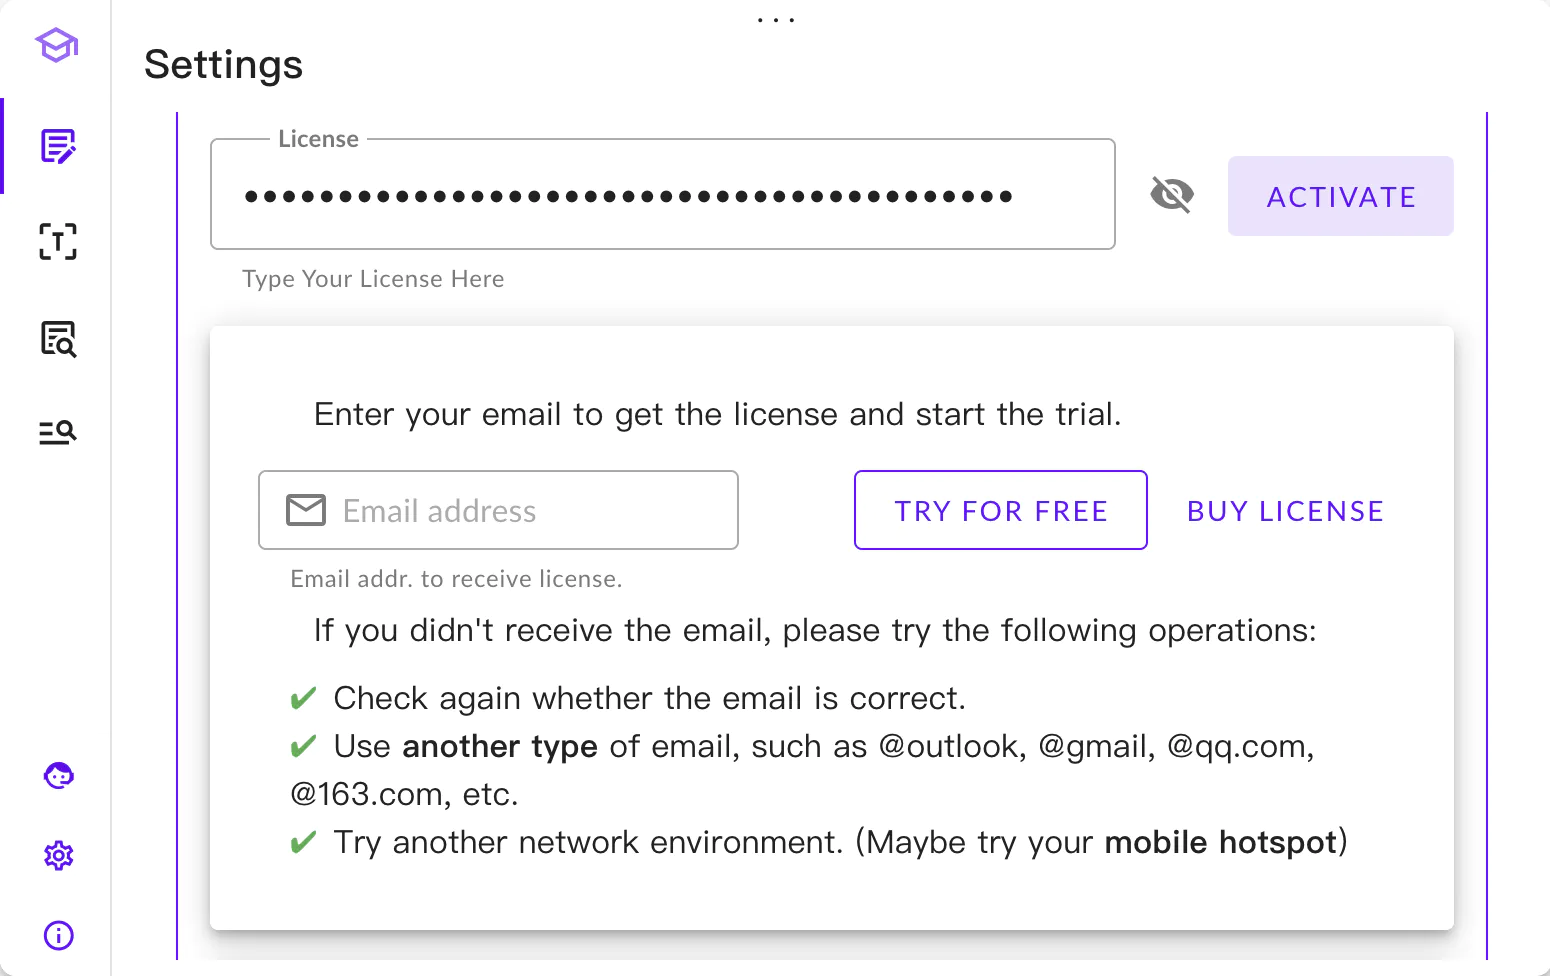 ...
Settings
License
•••••••••••••••••••••••••••••••••••••••••
ACTIVATE
Type Your License Here
Enter your email to get the license and start the trial.
Email address
TRY FOR FREE
BUY LICENSE
Email addr. to receive license.
If you didn't receive the email, please try the following operations:
✔ Check again whether the email is correct.
✔ Use another type of email, such as @outlook, @gmail, @qq.com,
@163.com, etc.
✔ Try another network environment. (Maybe try your mobile hotspot)